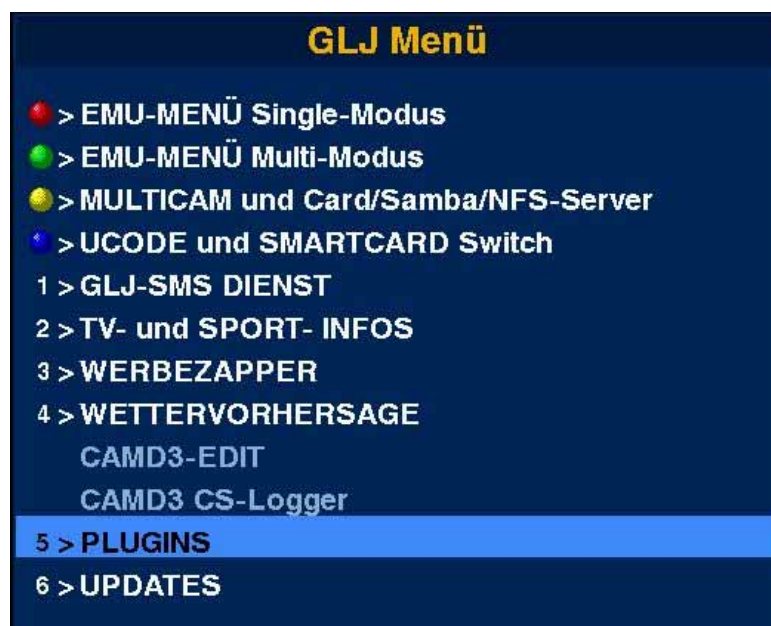 GLJ Menü
> EMU-MENÜ Single-Modus
> EMU-MENÜ Multi-Modus
> MULTICAM und Card/Samba/NFS-Server
> UCODE und SMARTCARD Switch
1 > GLJ-SMS DIENST
2 > TV- und SPORT- INFOS
3 > WERBEZAPPER
4 > WETTERVORHERSAGE
CAMD3-EDIT
CAMD3 CS-Logger
5 > PLUGINS
6 > UPDATES